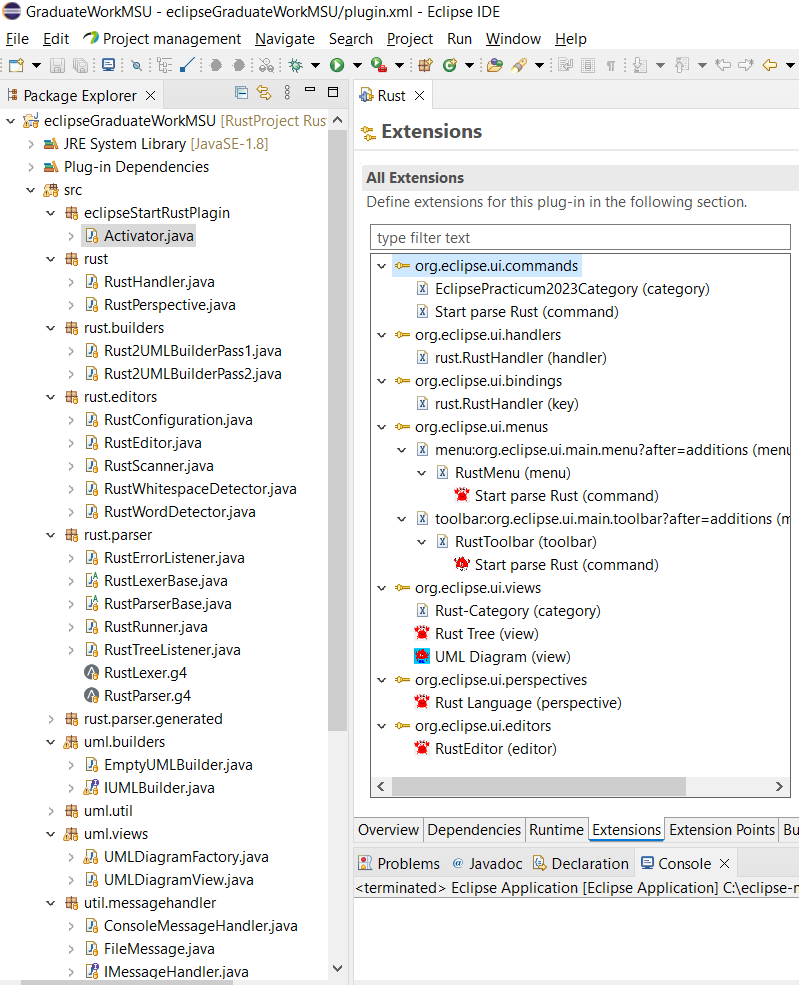 GraduateWorkMSU - eclipseGraduateWorkMSU/plugin.xml - Eclipse IDE
File Edit Project management Navigate Search Project Run Window Help
Package Explorer
eclipseGraduateWorkMSU [RustProject Rus
JRE System Library [JavaSE-1.8]
Plug-in Dependencies
src
eclipseStartRustPlagin
Activator.java
rust
RustHandler.java
RustPerspective.java
rust.builders
Rust2UMLBuilderPass1.java
Rust2UMLBuilderPass2.java
rust.editors
RustConfiguration.java
RustEditor.java
RustScanner.java
RustWhitespaceDetector.java
RustWordDetector.java
rust.parser
RustErrorListener.java
RustLexerBase.java
RustParserBase.java
RustRunner.java
RustTreeListener.java
RustLexer.g4
RustParser.g4
rust.parser.generated
uml.builders
EmptyUMLBuilder.java
IUMLBuilder.java
uml.util
uml.views
UMLDiagramFactory.java
UMLDiagramView.java
util.messagehandler
ConsoleMessageHandler.java
FileMessage.java
IMessageHandler.java
Rust
Extensions
All Extensions
Define extensions for this plug-in in the following section.
type filter text
org.eclipse.ui.commands
EclipsePracticum2023Category (category)
Start parse Rust (command)
org.eclipse.ui.handlers
rust.RustHandler (handler)
org.eclipse.ui.bindings
rust.RustHandler (key)
org.eclipse.ui.menus
menu:org.eclipse.ui.main.menu?after=additions (menu
RustMenu (menu)
Start parse Rust (command)
toolbar:org.eclipse.ui.main.toolbar?after=additions (m
RustToolbar (toolbar)
Start parse Rust (command)
org.eclipse.ui.views
Rust-Category (category)
Rust Tree (view)
UML Diagram (view)
org.eclipse.ui.perspectives
Rust Language (perspective)
org.eclipse.ui.editors
RustEditor (editor)
Overview Dependencies Runtime Extensions Extension Points Bu
Problems Javadoc Declaration Console
<terminated> Eclipse Application [Eclipse Application] C:\eclipse-m